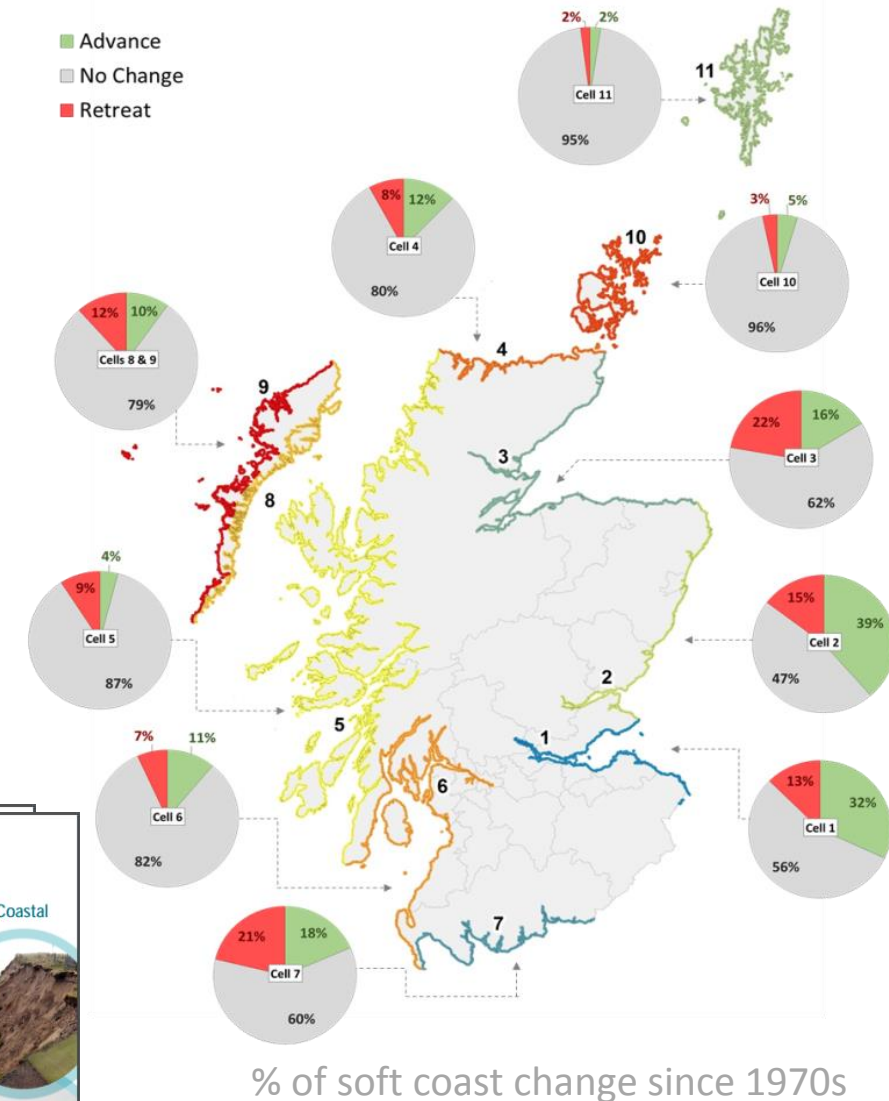 Advance
No Change
Retreat
2%
2%
Cell 11
95%
11
8%
12%
Cell 4
80%
3%
5%
Cell 10
96%
10
4
12%
10%
Cells 8 & 9
79%
9
8
22%
16%
Cell 3
62%
3
4%
9%
Cell 5
87%
5
15%
39%
Cell 2
47%
2
1
7%
11%
Cell 6
82%
6
13%
32%
Cell 1
56%
Coastal
21%
18%
Cell 7
60%
7
% of soft coast change since 1970s